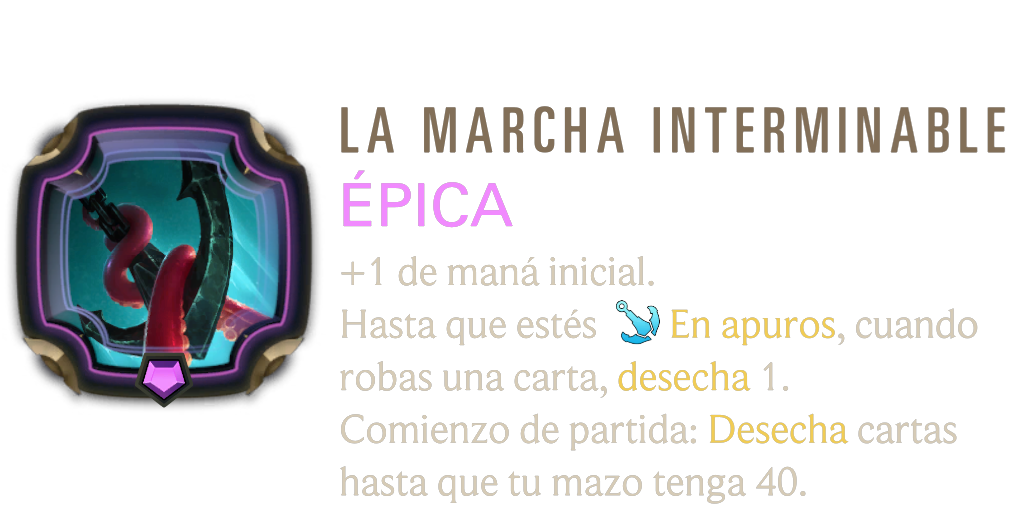 LA MARCHA INTERMINABLE
ÉPICA
+1 de maná inicial.
Hasta que estés En apuros, cuando
robas una carta, desecha 1.
Comienzo de partida: Desecha cartas
hasta que tu mazo tenga 40.